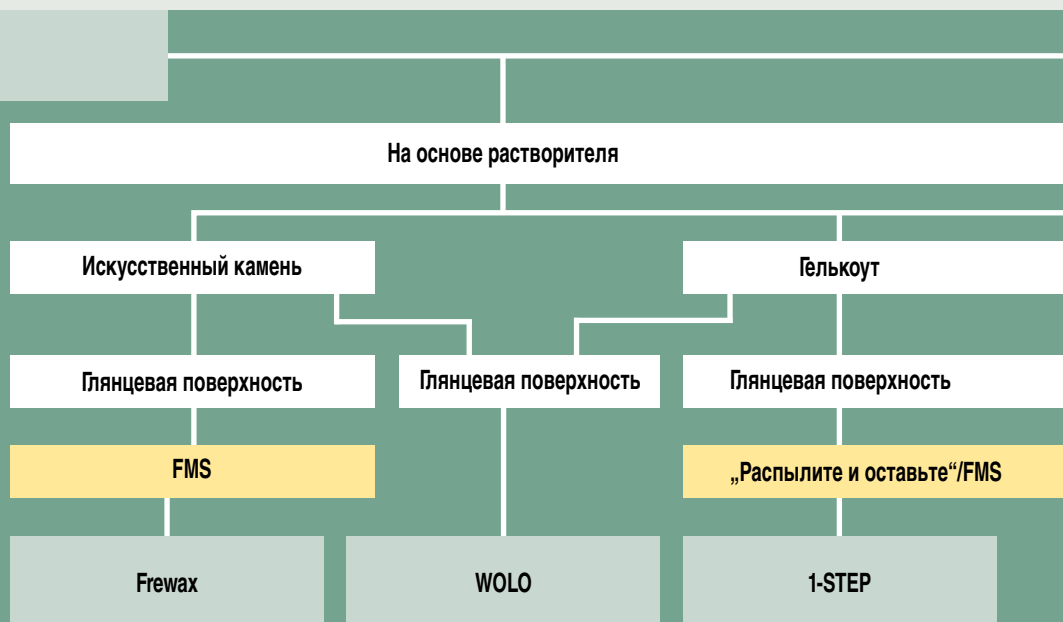 На основе растворителя
Искусственный камень
Гелькоут
Глянцевая поверхность
Глянцевая поверхность
Глянцевая поверхность
FMS
„Распылите и оставьте“/FMS
Frewax
WOLO
1-STEP